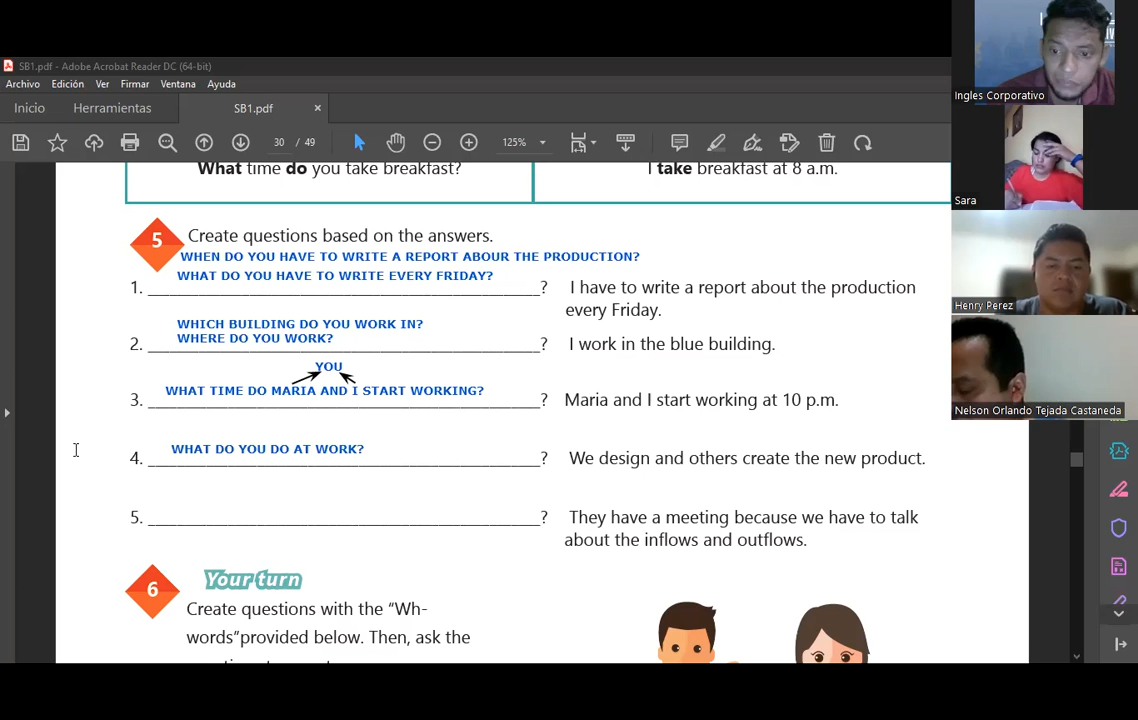 SB1.pdf - Adobe Acrobat Reader DC (64-bit)
Archivo Edición Ver Firmar Ventana Ayuda
Inicio Herramientas SB1.pdf ×
30 / 49 125%
What time do you take breakfast? I take breakfast at 8 a.m.
5 Create questions based on the answers.
WHEN DO YOU HAVE TO WRITE A REPORT ABOUR THE PRODUCTION?
WHAT DO YOU HAVE TO WRITE EVERY FRIDAY?
1. ? I have to write a report about the production
every Friday.
WHICH BUILDING DO YOU WORK IN?
WHERE DO YOU WORK?
2. ? I work in the blue building.
YOU
WHAT TIME DO MARIA AND I START WORKING?
3. ? Maria and I start working at 10 p.m.
WHAT DO YOU DO AT WORK?
4. ? We design and others create the new product.
5. ? They have a meeting because we have to talk
about the inflows and outflows.
6 Your turn
Create questions with the "Wh-
words"provided below. Then, ask the
Ingles Corporativo
Sara
Henry Perez
Nelson Orlando Tejada Castaneda